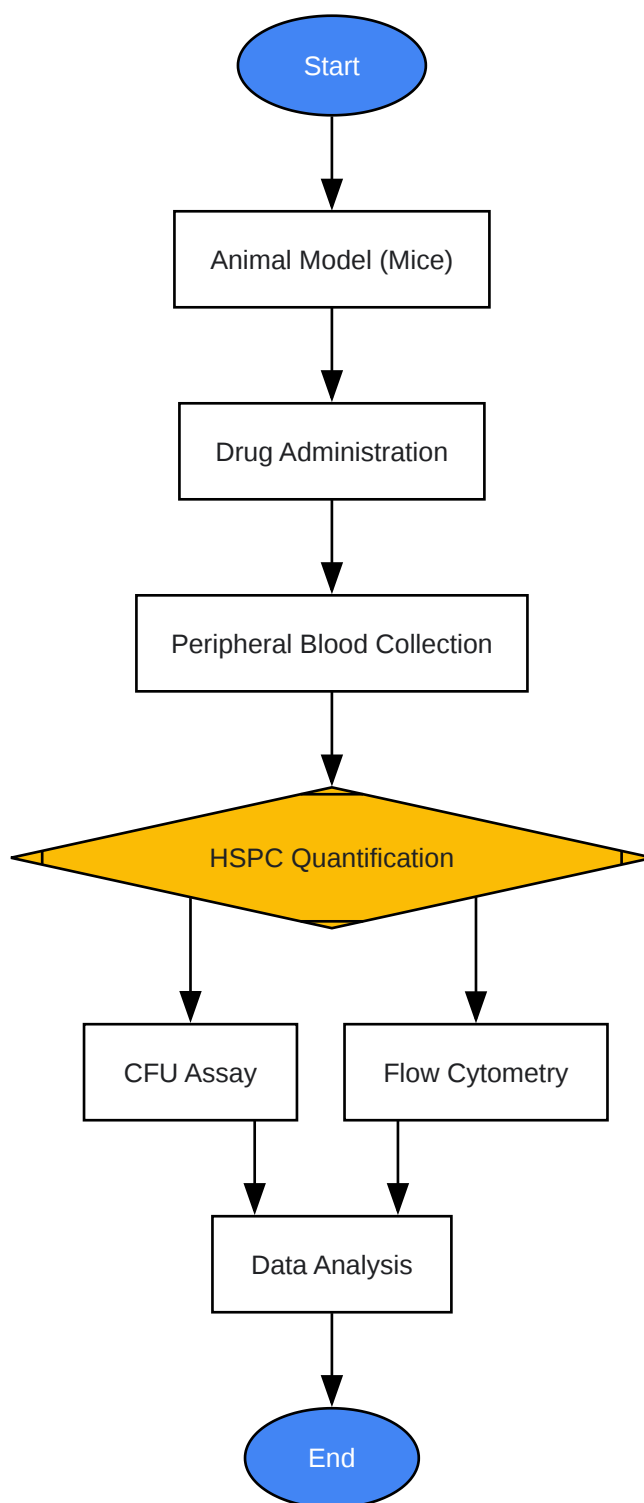 Start
Animal Model (Mice)
Drug Administration
Peripheral Blood Collection
HSPC Quantification
CFU Assay
Flow Cytometry
Data Analysis
End